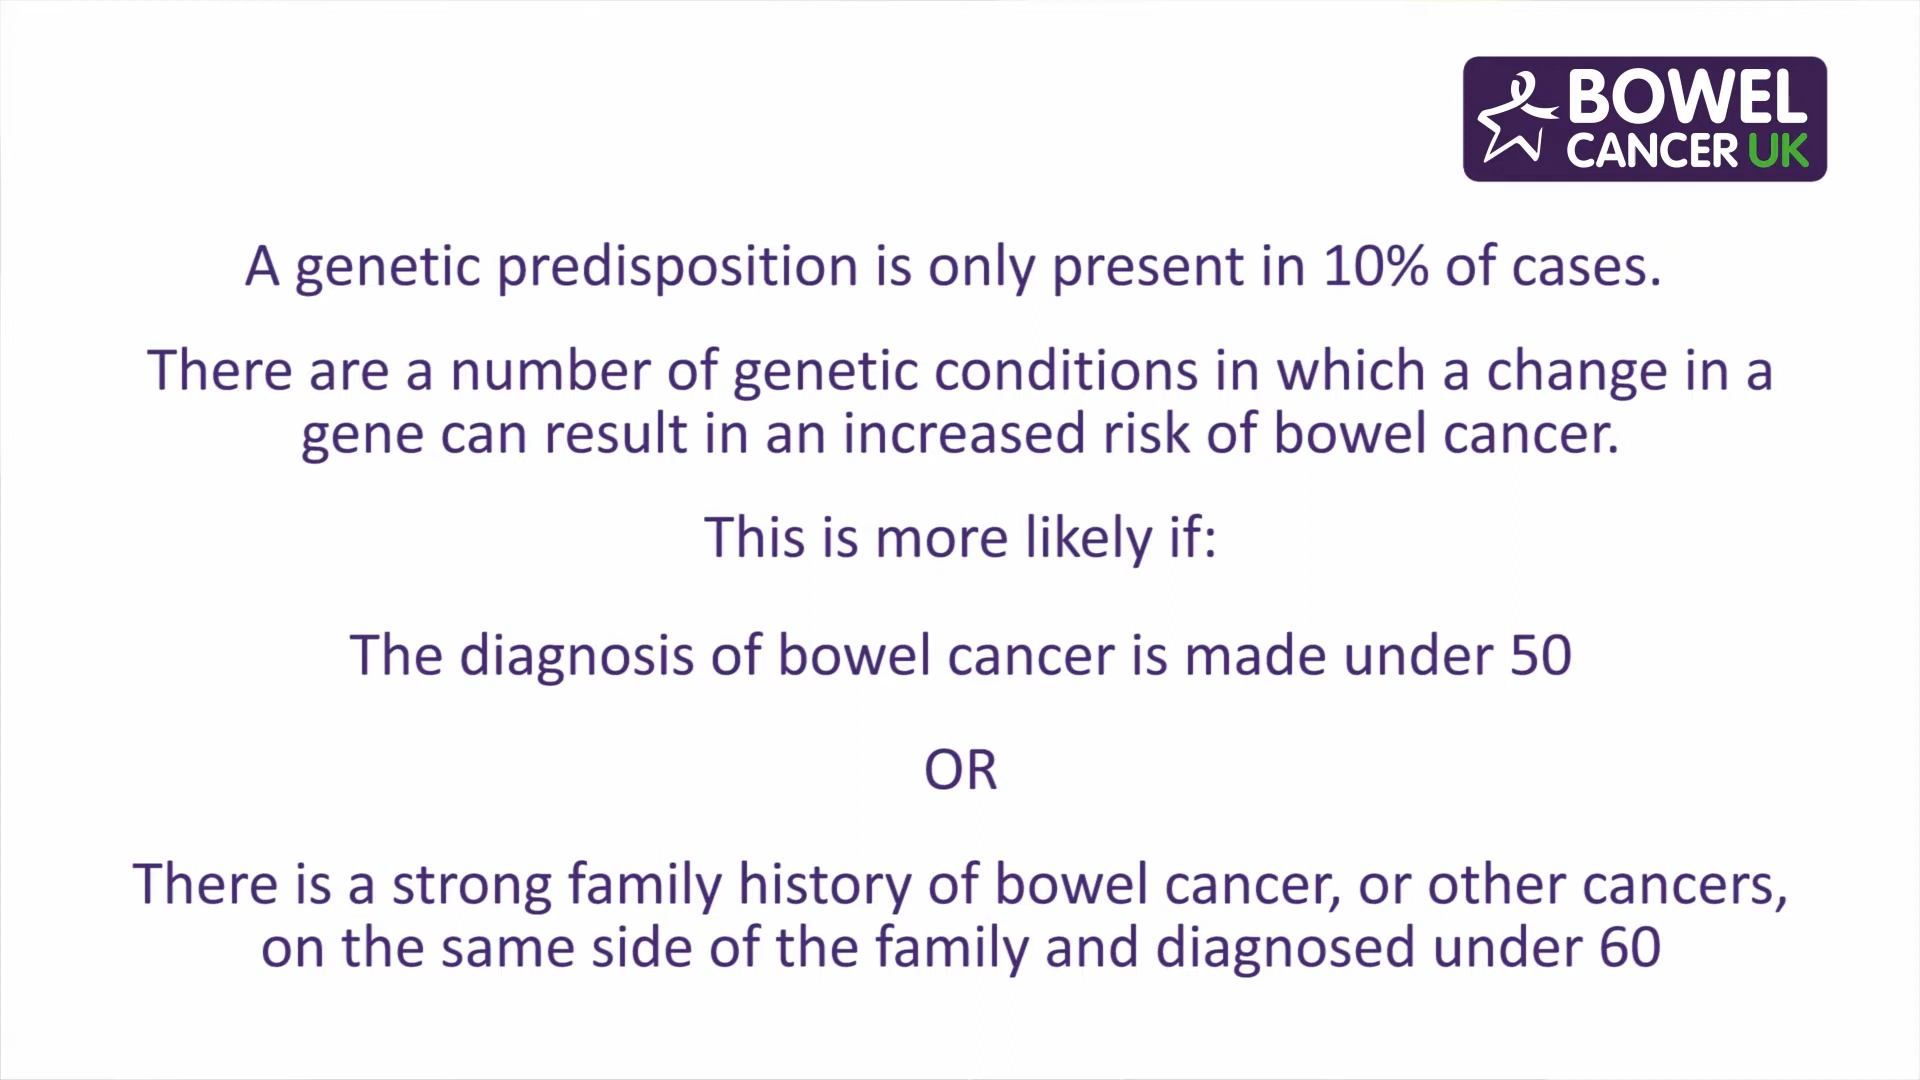 BOWEL
CANCER UK
A genetic predisposition is only present in 10% of cases.
There are a number of genetic conditions in which a change in a
gene can result in an increased risk of bowel cancer.
This is more likely if:
The diagnosis of bowel cancer is made under 50
OR
There is a strong family history of bowel cancer, or other cancers,
on the same side of the family and diagnosed under 60